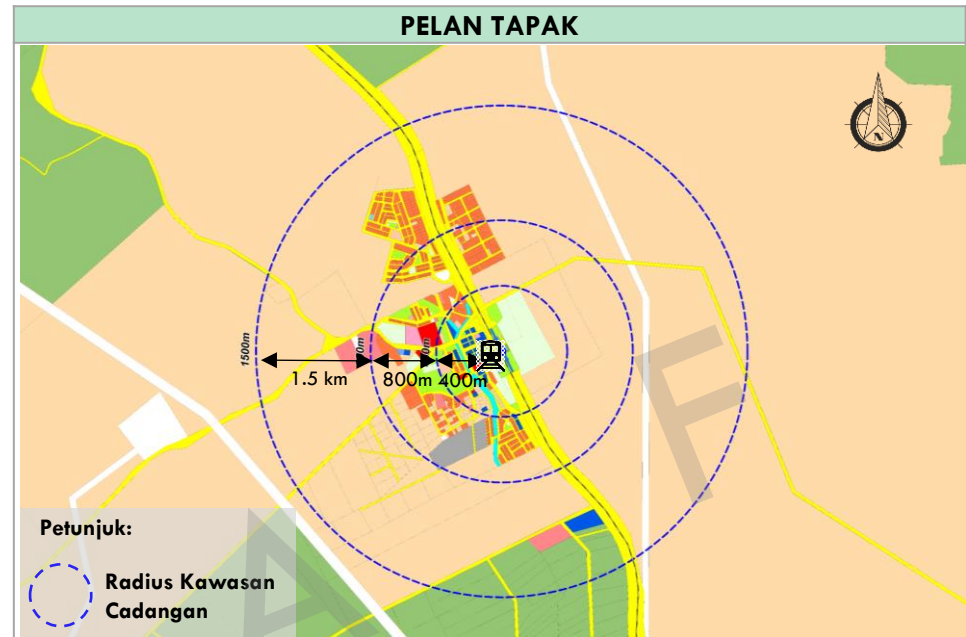 PELAN TAPAK
N
1500m
1.5 km
800m
400m
Petunjuk:
Radius Kawasan
Cadangan
A
F